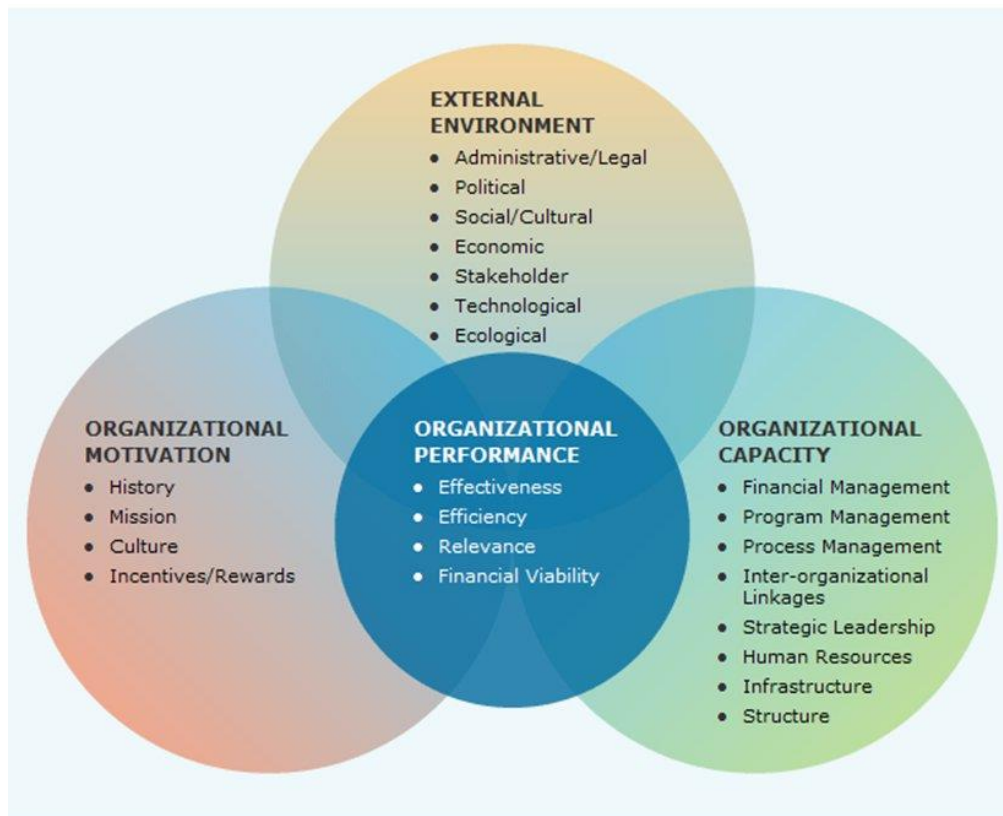 EXTERNAL
ENVIRONMENT
• Administrative/Legal
• Political
• Social/Cultural
• Economic
• Stakeholder
• Technological
• Ecological
ORGANIZATIONAL
MOTIVATION
• History
• Mission
• Culture
• Incentives/Rewards
ORGANIZATIONAL
PERFORMANCE
• Effectiveness
• Efficiency
• Relevance
• Financial Viability
ORGANIZATIONAL
CAPACITY
• Financial Management
• Program Management
• Process Management
• Inter-organizational
Linkages
• Strategic Leadership
• Human Resources
• Infrastructure
• Structure